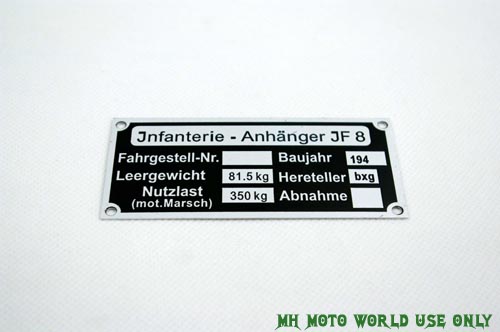 Jnfanterie - Anhänger JF 8
Fahrgestell-Nr. Baujahr 194
Leergewicht 81.5 kg Hereteller bxg
Nutzlast 350 kg Abnahme
(mot.Marsch)
MH MOTO WORLD USE ONLY